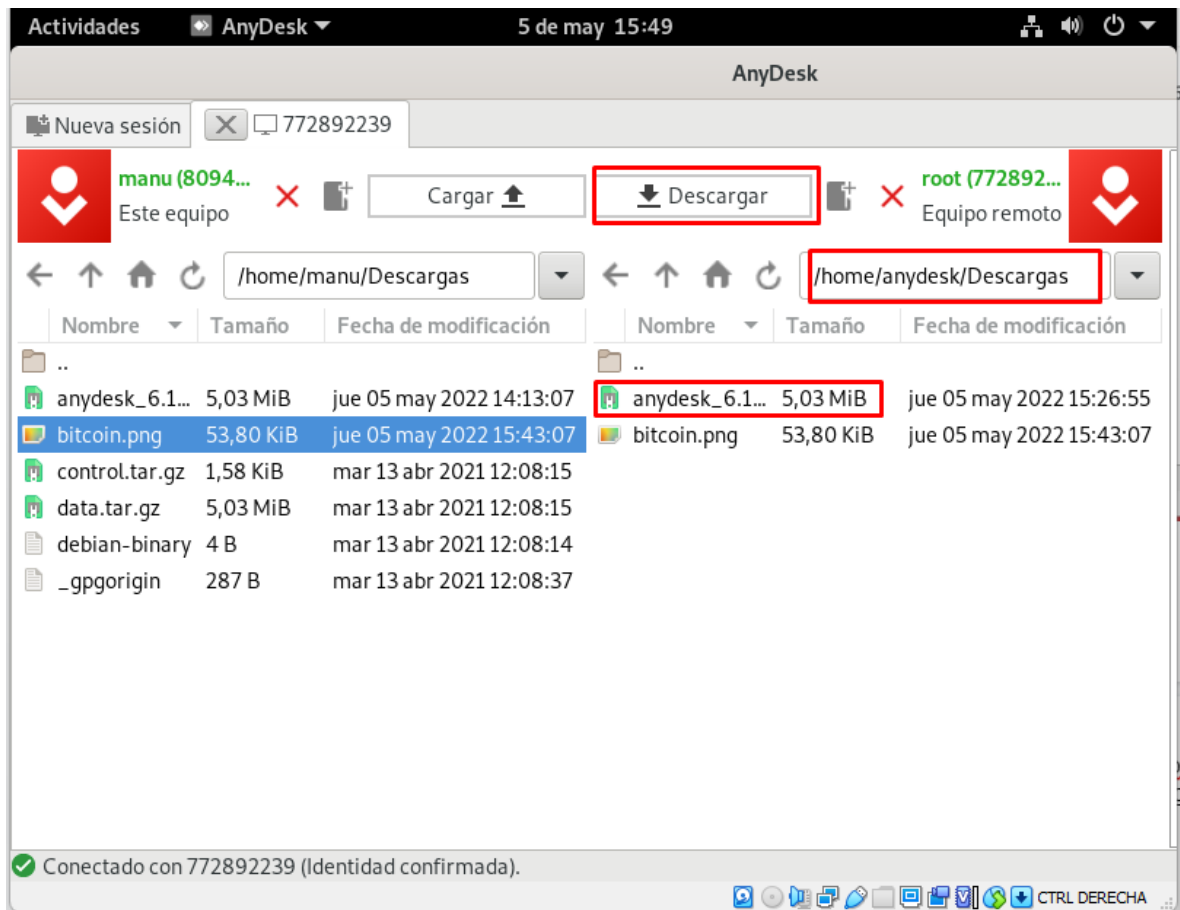 Actividades AnyDesk 5 de may 15:49
AnyDesk
Nueva sesión 772892239
manu (8094... Cargar Descargar root (772892...
Este equipo Equipo remoto
/home/manu/Descargas /home/anydesk/Descargas
Nombre Tamaño Fecha de modificación Nombre Tamaño Fecha de modificación
.. ..
anydesk_6.1... 5,03 MiB jue 05 may 2022 14:13:07 anydesk_6.1... 5,03 MiB jue 05 may 2022 15:26:55
bitcoin.png 53,80 KiB jue 05 may 2022 15:43:07 bitcoin.png 53,80 KiB jue 05 may 2022 15:43:07
control.tar.gz 1,58 KiB mar 13 abr 2021 12:08:15
data.tar.gz 5,03 MiB mar 13 abr 2021 12:08:15
debian-binary 4 B mar 13 abr 2021 12:08:14
_gpgorigin 287 B mar 13 abr 2021 12:08:37
Conectado con 772892239 (Identidad confirmada).
CTRL DERECHA